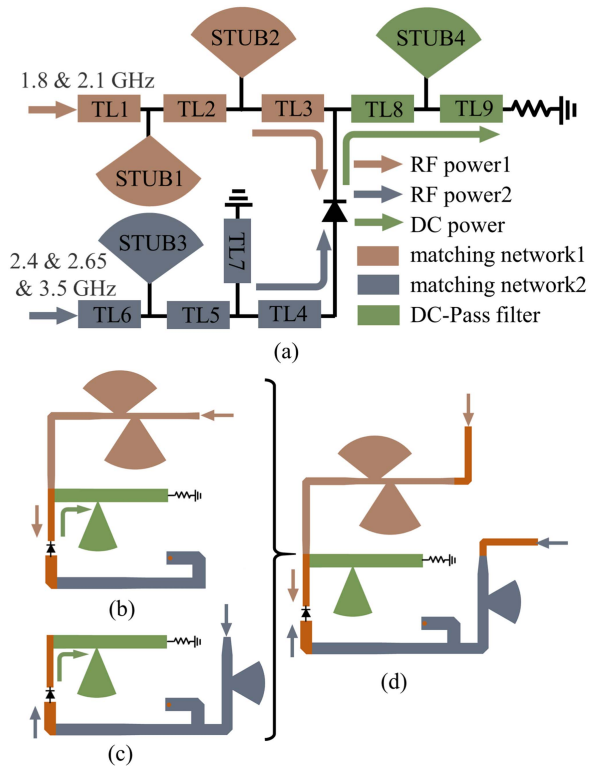 STUB2
STUB4
1.8 & 2.1 GHz
TL1
TL2
TL3
TL8
TL9
STUB1
RF power1
RF power2
DC power
STUB3
TL7
2.4 & 2.65
& 3.5 GHz
matching network1
matching network2
TL6
TL5
TL4
DC-Pass filter
(a)
(b)
(c)
(d)